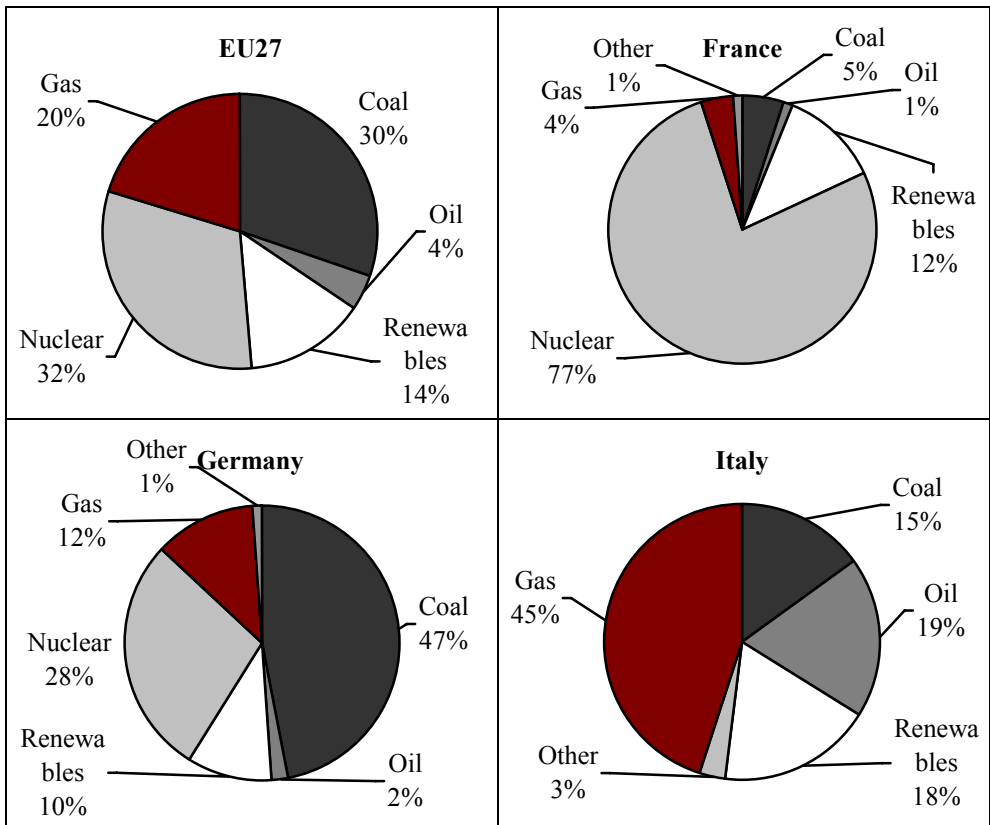 EU27
Gas
20%
Coal
30%
Oil
4%
Renewa
bles
14%
Nuclear
32%
France
Other
1%
Coal
5%
Oil
1%
Gas
4%
Renewa
bles
12%
Nuclear
77%
Germany
Other
1%
Gas
12%
Coal
47%
Nuclear
28%
Renewa
bles
10%
Oil
2%
Italy
Coal
15%
Gas
45%
Oil
19%
Other
3%
Renewa
bles
18%